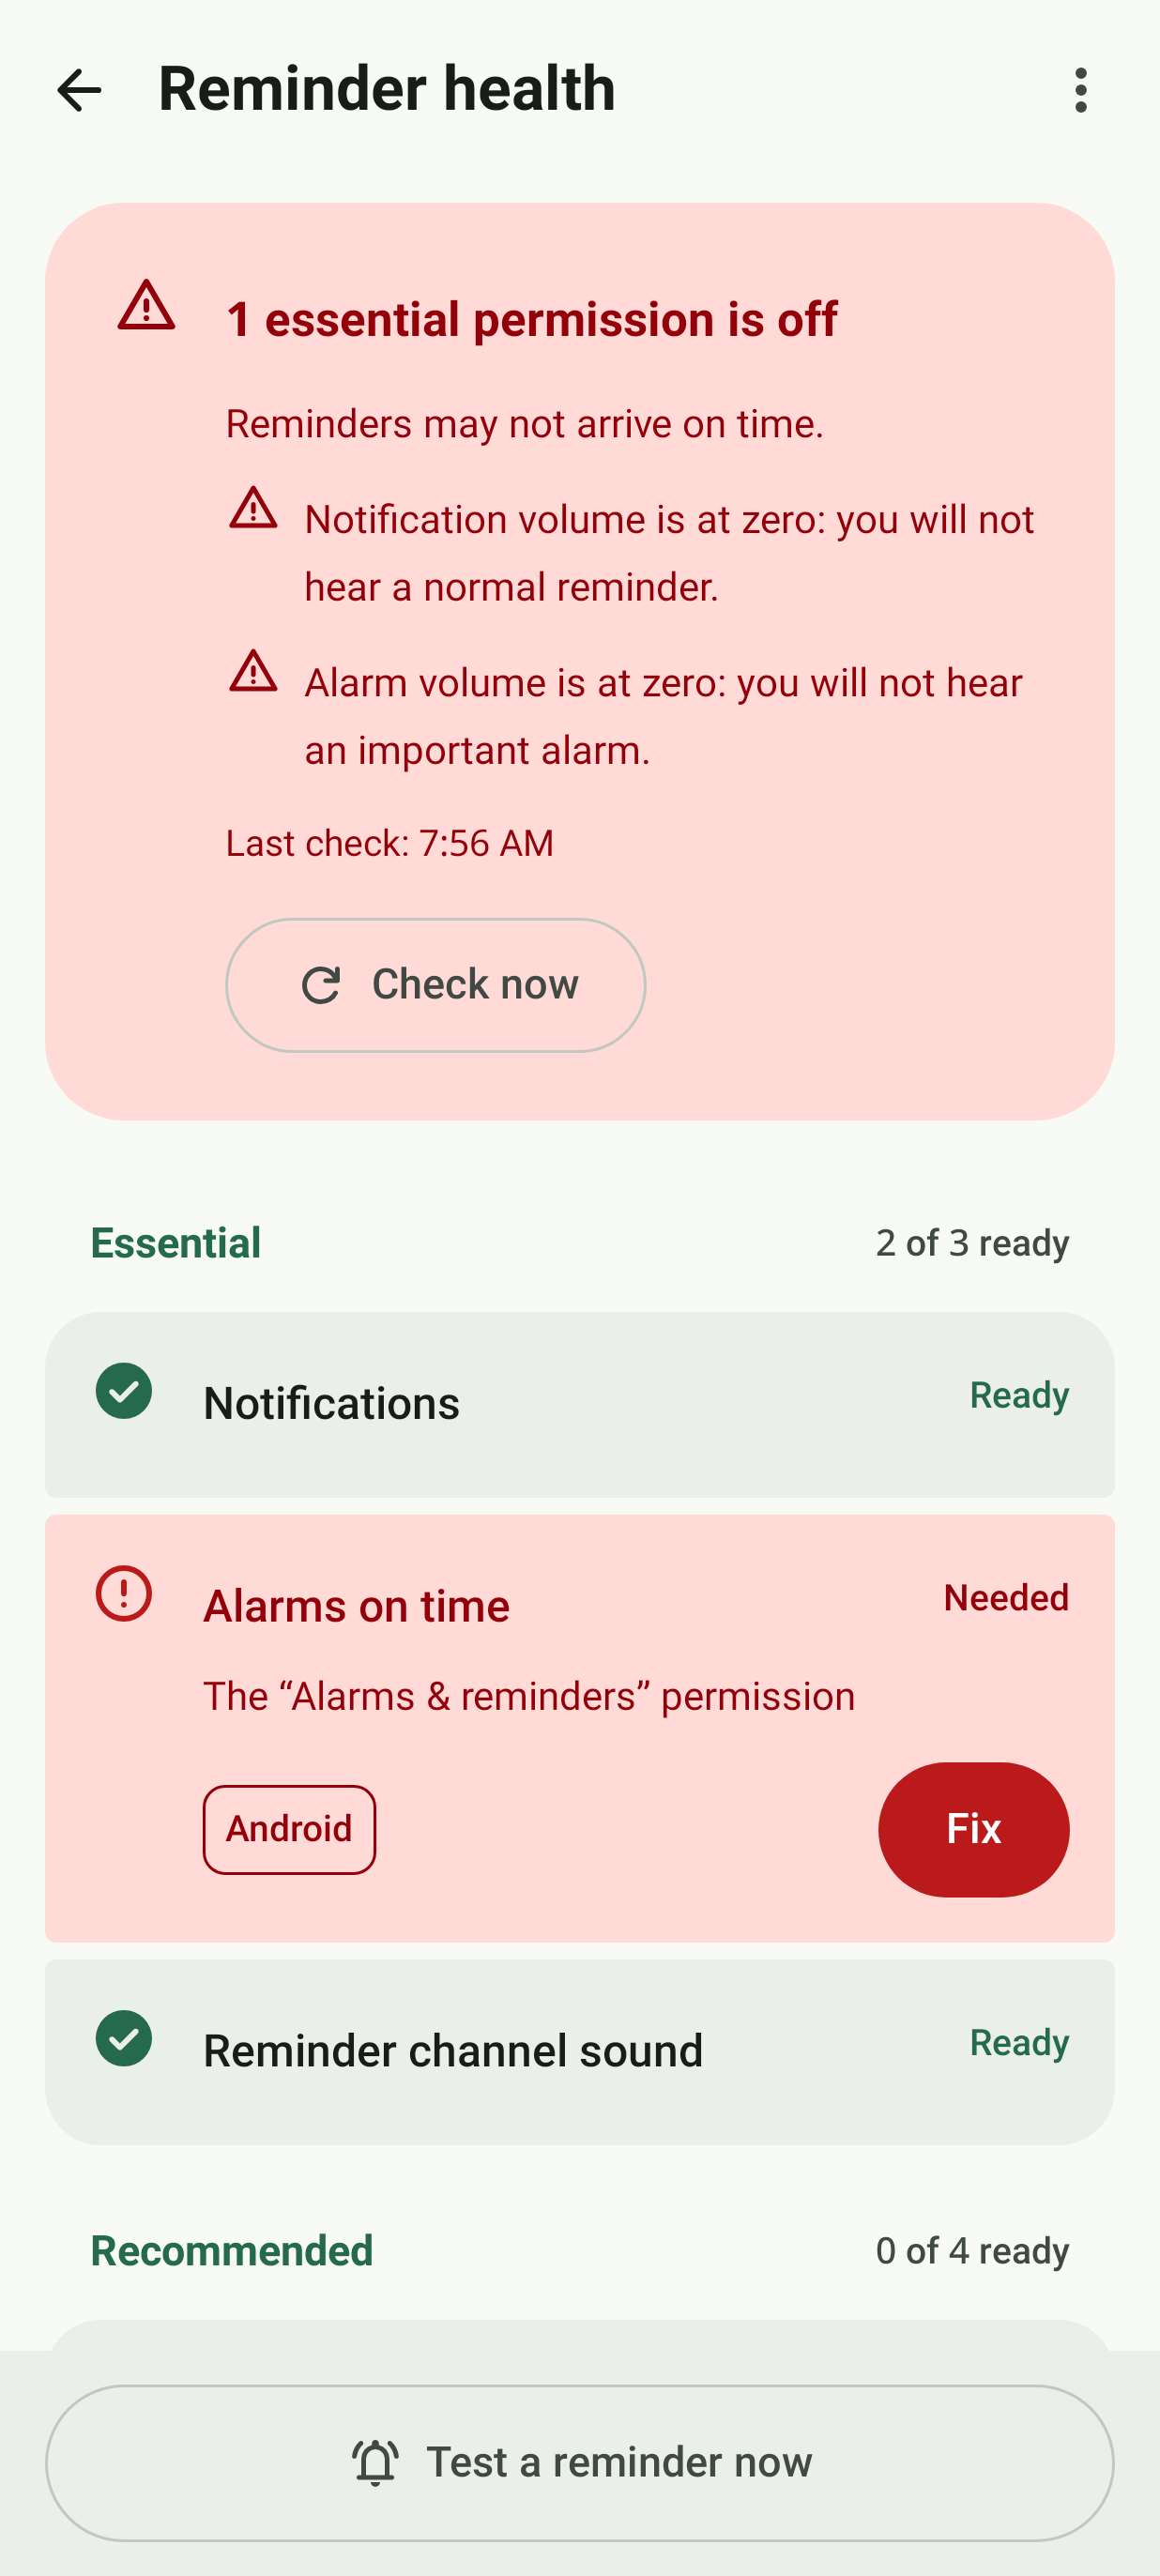 Reminder health
1 essential permission is off
Reminders may not arrive on time.
Notification volume is at zero: you will not
hear a normal reminder.
Alarm volume is at zero: you will not hear
an important alarm.
Last check: 7:56 AM
Check now
Essential
2 of 3 ready
Notifications
Ready
Alarms on time
Needed
The “Alarms & reminders” permission
Android
Fix
Reminder channel sound
Ready
Recommended
0 of 4 ready
Test a reminder now